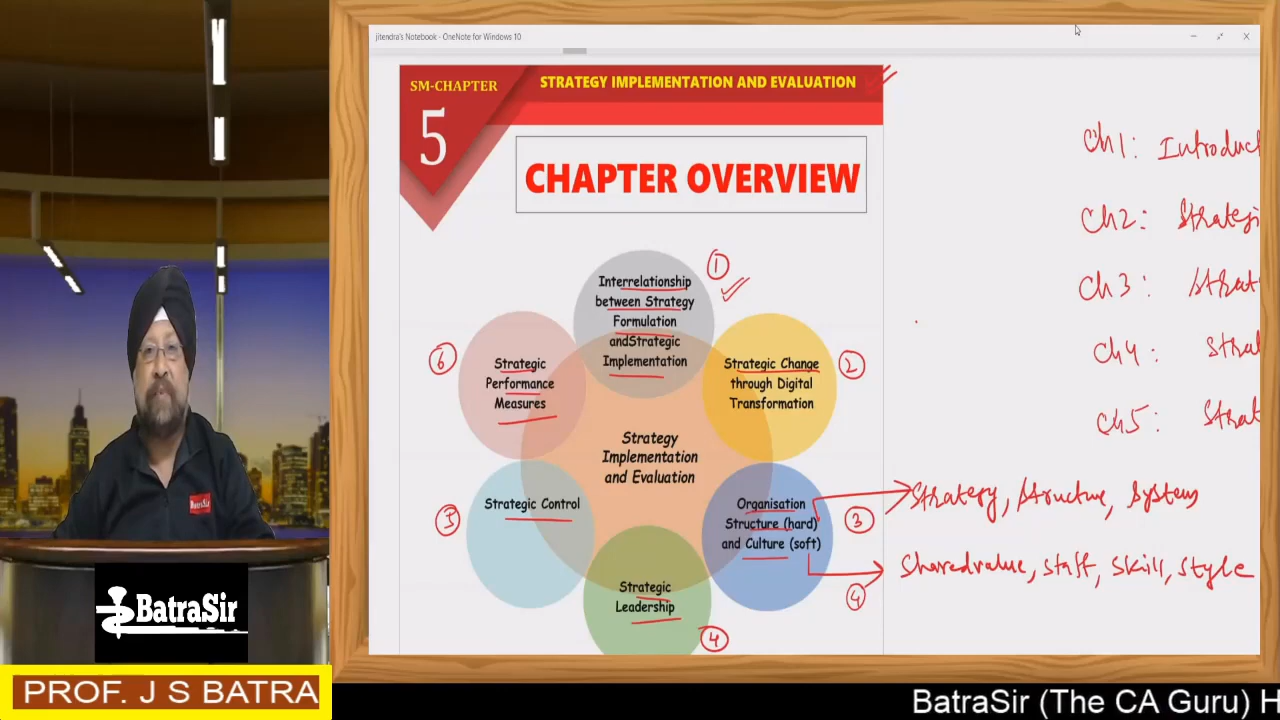 jitendra's Notebook - OneNote for Windows 10
SM-CHAPTER
5
STRATEGY IMPLEMENTATION AND EVALUATION
CHAPTER OVERVIEW
Ch1: Introduct
Ch2: Strategi
Ch3: Strat
Ch4: Strat
Ch5: Strat
Interrelationship
between Strategy
Formulation
andStrategic
Implementation
1
Strategic Change
through Digital
Transformation
2
Organisation
Structure (hard)
and Culture (soft)
3
Strategy, Structure, System
Sharedvalue, Staff, Skill, Style
4
Strategic
Leadership
4
Strategic Control
5
Strategic
Performance
Measures
6
Strategy
Implementation
and Evaluation
BatraSir
BatraSir
PROF. J S BATRA
BatraSir (The CA Guru) H